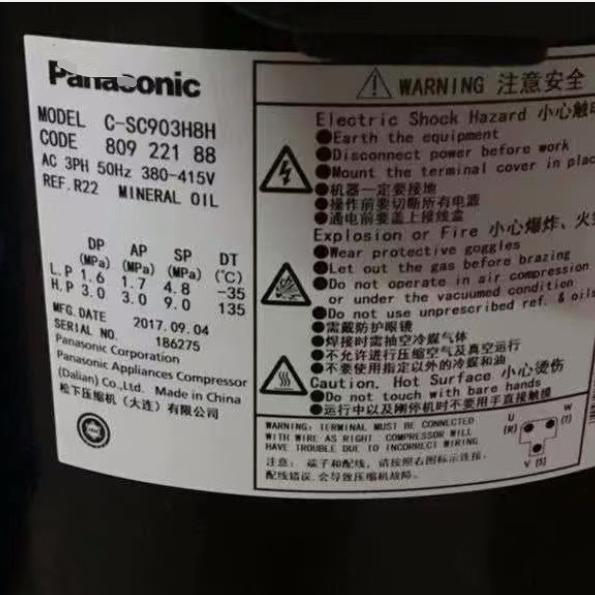 Panasonic
MODEL C-SC903H8H
CODE 809 221 88
AC 3PH 50Hz 380-415V
REF.R22 MINERAL OIL
DP AP SP DT
(MPa) (MPa) (MPa) (℃)
L.P 1.6 1.7 4.8 -35
H.P 3.0 3.0 9.0 135
MFG.DATE 2017.09.04
SERIAL NO. 186275
Panasonic Corporation
Panasonic Appliances Compressor
(Dalian) Co.,Ltd. Made in China
松下压缩机（大连）有限公司
WARNING 注意安全
Electric Shock Hazard 小心触
●Earth the equipment
●Disconnect power before work
●Mount the terminal cover in plac
●机器一定要接地
●操作前要切断所有电源
●通电前要盖上接线盒
Explosion or Fire 小心爆炸、火
●Wear protective goggles
●Let out the gas before brazing
●Do not operate in air compression
or under the vacuumed condition
●Do not use unprescribed ref. & oils
●需戴防护眼镜
●焊接时需抽空冷媒气体
●不允许进行压缩空气及真空运行
●不要使用指定以外的冷媒和油
Caution. Hot Surface 小心烫伤
●Do not touch with bare hands
●运行中以及刚停机时不要用手直接触摸
WARNING: TERMINAL MUST BE CONNECTED
WITH WIRE AS RIGHT COMPRESSOR WILL
HAVE TROUBLE DUE TO INCORRECT WIRING
注意: 端子和配线, 请按照右图标示连接.
配线错误, 会导致压缩机故障.
U W
(R) (T)
V (S)